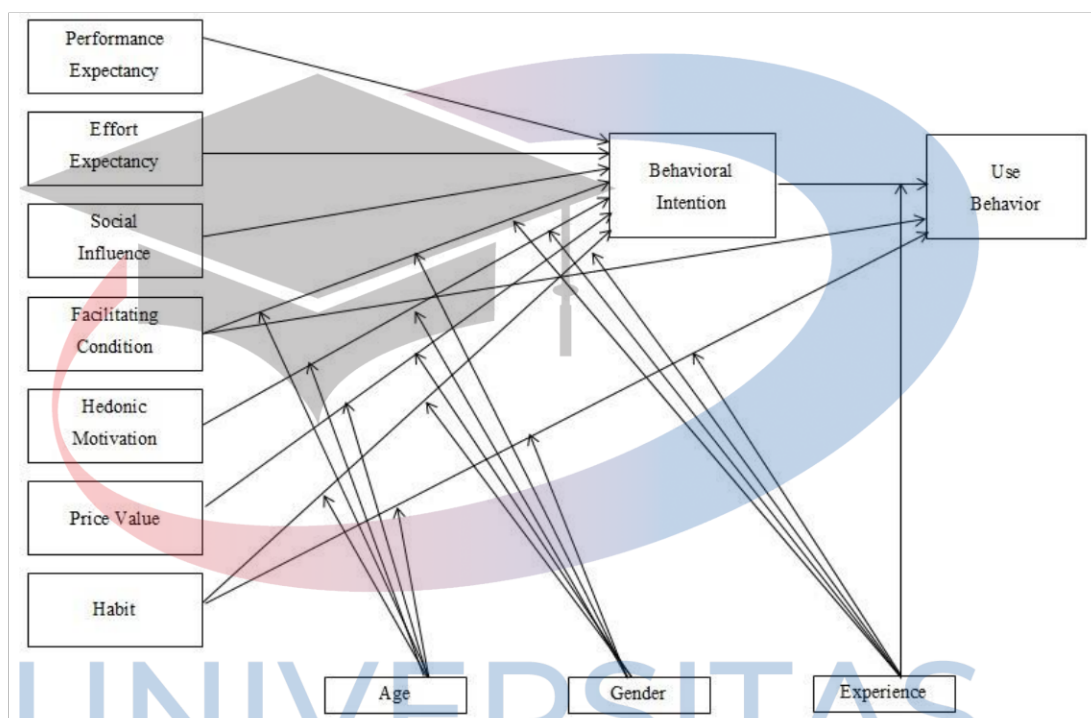 Performance
Expectancy
Effort
Expectancy
Social
Influence
Facilitating
Condition
Hedonic
Motivation
Price Value
Habit
Behavioral
Intention
Use
Behavior
Age
Gender
Experience
UNIVERSITAS